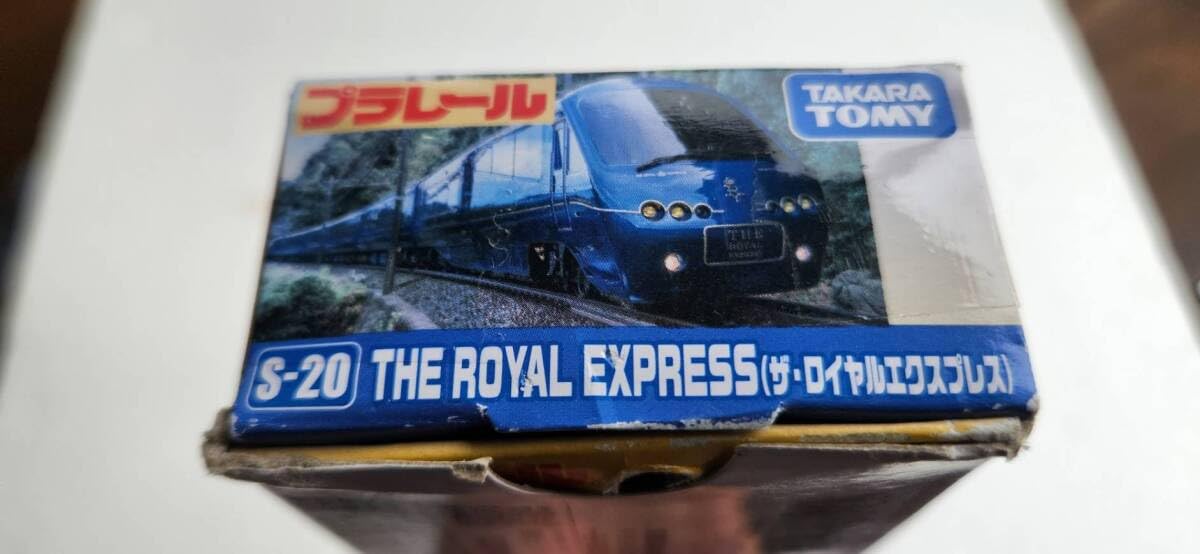 プラレール
TAKARA
TOMY
THE
ROYAL
EXPRESS
S-20 THE ROYAL EXPRESS(ザ・ロイヤルエクスプレス)